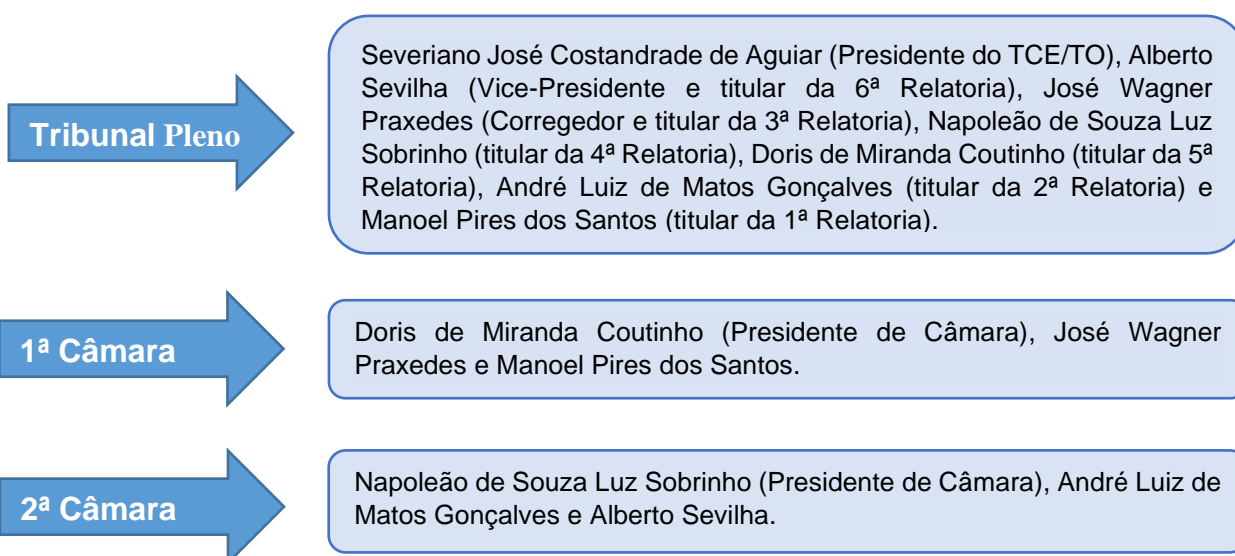 Tribunal Pleno
Severiano José Costandrade de Aguiar (Presidente do TCE/TO), Alberto
Sevilha (Vice-Presidente e titular da 6ª Relatoria), José Wagner
Praxedes (Corregedor e titular da 3ª Relatoria), Napoleão de Souza Luz
Sobrinho (titular da 4ª Relatoria), Doris de Miranda Coutinho (titular da 5ª
Relatoria), André Luiz de Matos Gonçalves (titular da 2ª Relatoria) e
Manoel Pires dos Santos (titular da 1ª Relatoria).
1ª Câmara
Doris de Miranda Coutinho (Presidente de Câmara), José Wagner
Praxedes e Manoel Pires dos Santos.
2ª Câmara
Napoleão de Souza Luz Sobrinho (Presidente de Câmara), André Luiz de
Matos Gonçalves e Alberto Sevilha.